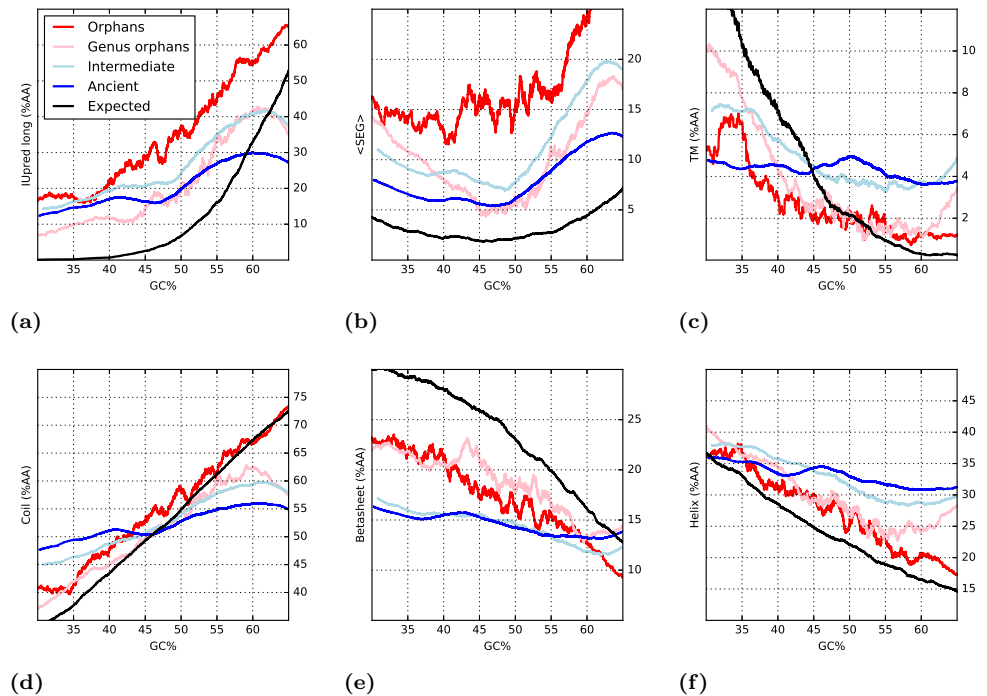 Orphans
Genus orphans
Intermediate
Ancient
Expected
IUpred long (%AA)
60
50
40
30
20
10
35 40 45 50 55 60
GC%
(a)
<SEG>
20
15
10
5
35 40 45 50 55 60
GC%
(b)
TM (%AA)
10
8
6
4
2
35 40 45 50 55 60
GC%
(c)
Coil (%AA)
75
70
65
60
55
50
45
40
35 40 45 50 55 60
GC%
(d)
Betasheet (%AA)
25
20
15
10
35 40 45 50 55 60
GC%
(e)
Helix (%AA)
45
40
35
30
25
20
15
35 40 45 50 55 60
GC%
(f)